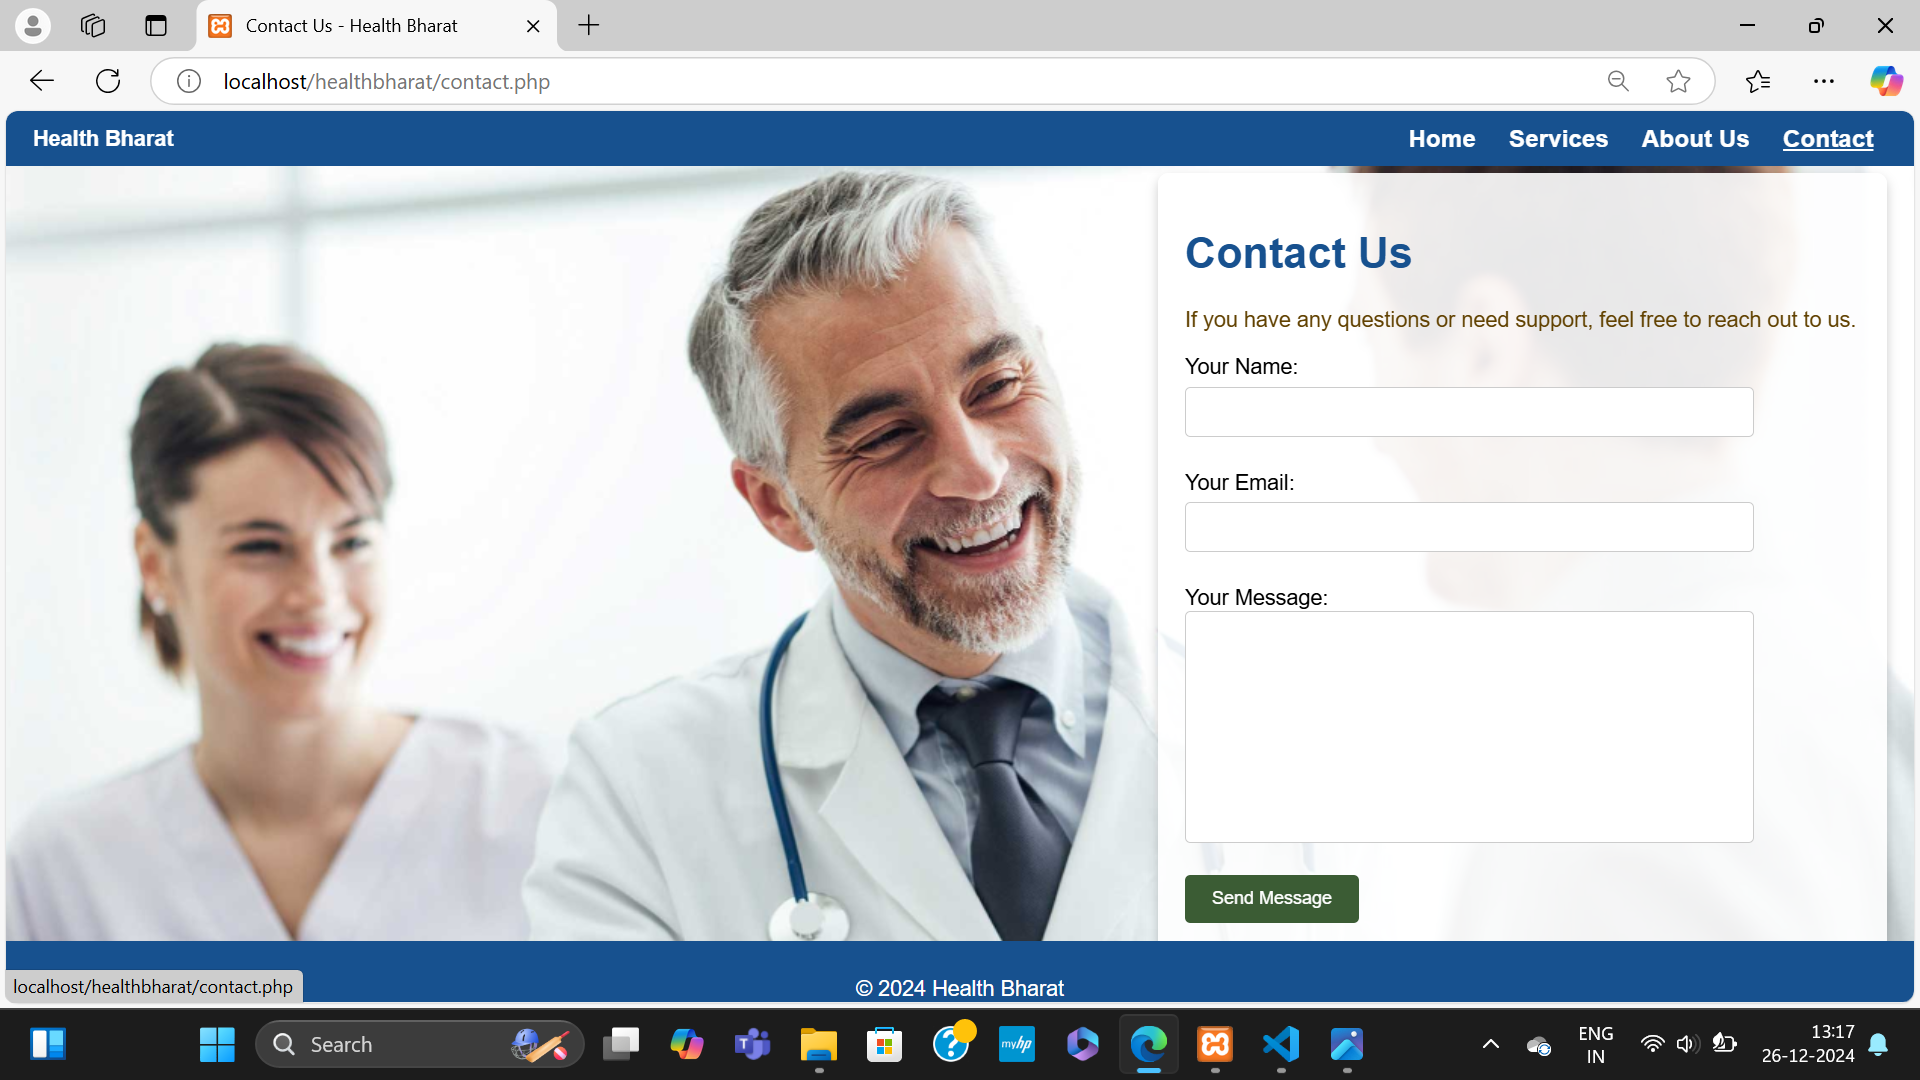 Contact Us - Health Bharat
localhost/healthbharat/contact.php
Health Bharat
Home Services About Us Contact
Contact Us
If you have any questions or need support, feel free to reach out to us.
Your Name:
Your Email:
Your Message:
Send Message
© 2024 Health Bharat
localhost/healthbharat/contact.php
Search
myhp
ENG
IN
13:17
26-12-2024